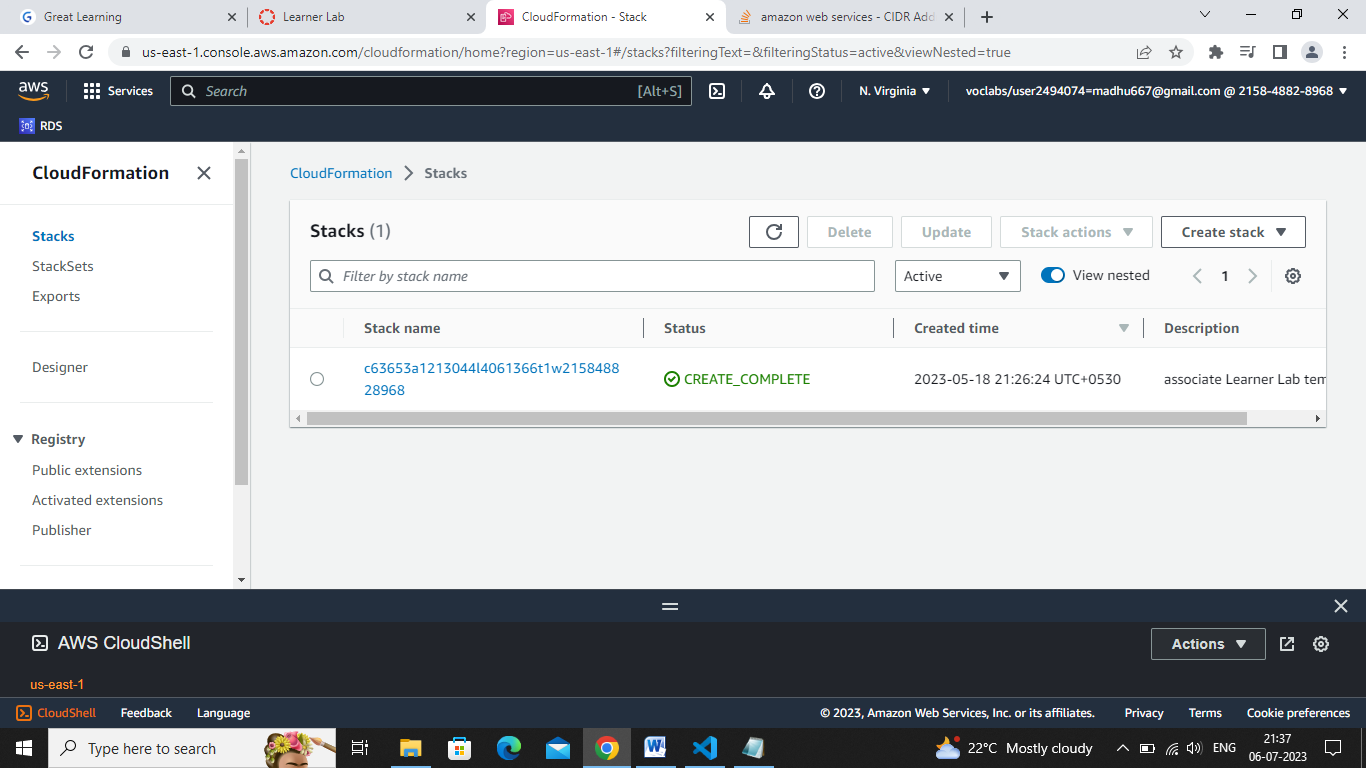 Great Learning
Learner Lab
CloudFormation - Stack
amazon web services - CIDR Add
us-east-1.console.aws.amazon.com/cloudformation/home?region=us-east-1#/stacks?filteringText=&filteringStatus=active&viewNested=true
aws
Services
Search
[Alt+S]
N. Virginia
voclabs/user2494074=madhu667@gmail.com @ 2158-4882-8968
RDS
CloudFormation
Stacks
StackSets
Exports
Designer
Registry
Public extensions
Activated extensions
Publisher
CloudFormation
Stacks
Stacks (1)
Delete
Update
Stack actions
Create stack
Filter by stack name
Active
View nested
1
Stack name
Status
Created time
Description
c63653a1213044l4061366t1w215848828968
CREATE_COMPLETE
2023-05-18 21:26:24 UTC+0530
associate Learner Lab tem
AWS CloudShell
Actions
us-east-1
CloudShell
Feedback
Language
© 2023, Amazon Web Services, Inc. or its affiliates.
Privacy
Terms
Cookie preferences
Type here to search
22°C Mostly cloudy
ENG
21:37
06-07-2023